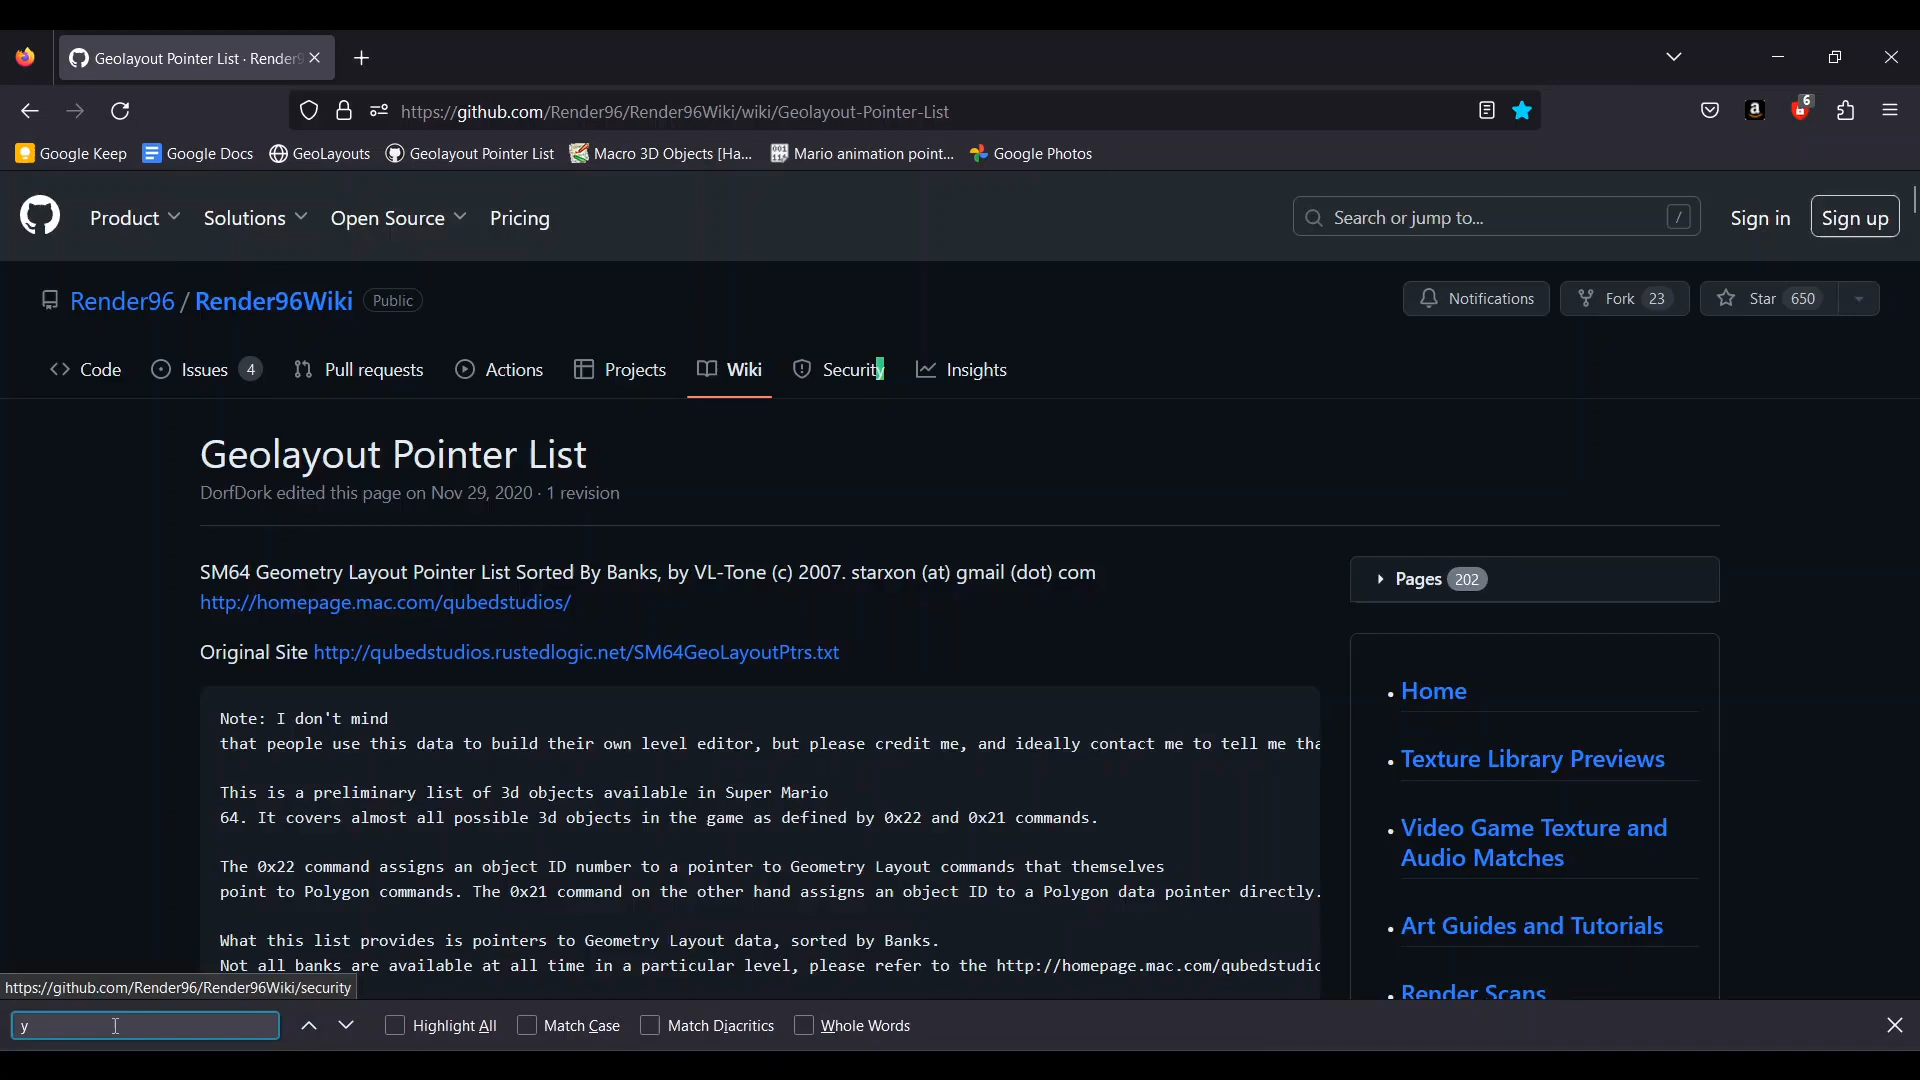 Geolayout Pointer List · Render9
https://github.com/Render96/Render96Wiki/wiki/Geolayout-Pointer-List
6
Google Keep
Google Docs
GeoLayouts
Geolayout Pointer List
Macro 3D Objects [Ha...
Mario animation point...
Google Photos
Product
Solutions
Open Source
Pricing
Search or jump to...
/
Sign in
Sign up
Render96 / Render96Wiki
Public
Notifications
Fork 23
Star 650
Code
Issues 4
Pull requests
Actions
Projects
Wiki
Security
Insights
Geolayout Pointer List
DorfDork edited this page on Nov 29, 2020 · 1 revision
SM64 Geometry Layout Pointer List Sorted By Banks, by VL-Tone (c) 2007. starxon (at) gmail (dot) com
http://homepage.mac.com/qubedstudios/
Original Site http://qubedstudios.rustedlogic.net/SM64GeoLayoutPtrs.txt
Note: I don't mind
that people use this data to build their own level editor, but please credit me, and ideally contact me to tell me tha
This is a preliminary list of 3d objects available in Super Mario
64. It covers almost all possible 3d objects in the game as defined by 0x22 and 0x21 commands.
The 0x22 command assigns an object ID number to a pointer to Geometry Layout commands that themselves
point to Polygon commands. The 0x21 command on the other hand assigns an object ID to a Polygon data pointer directly.
What this list provides is pointers to Geometry Layout data, sorted by Banks.
Not all banks are available at all time in a particular level, please refer to the http://homepage.mac.com/qubedstudio
Pages 202
Home
Texture Library Previews
Video Game Texture and
Audio Matches
Art Guides and Tutorials
Render Scans
https://github.com/Render96/Render96Wiki/security
y
Highlight All
Match Case
Match Diacritics
Whole Words